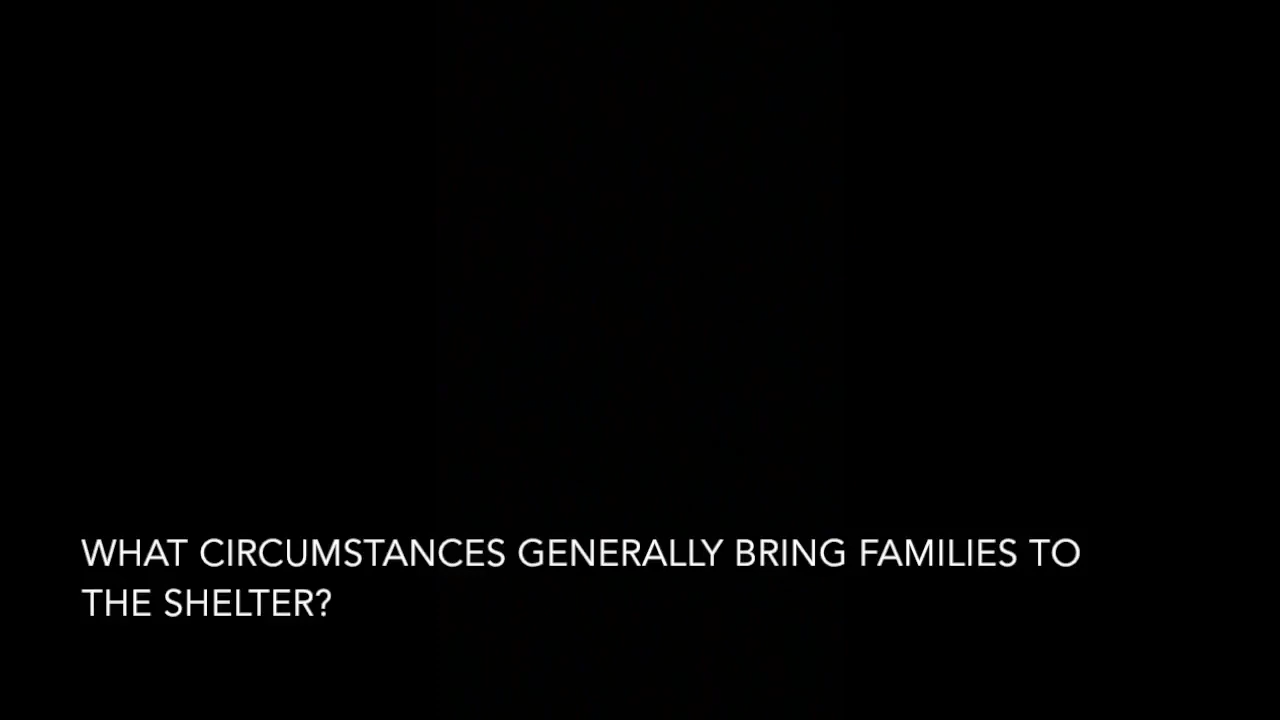 WHAT CIRCUMSTANCES GENERALLY BRING FAMILIES TO
THE SHELTER?